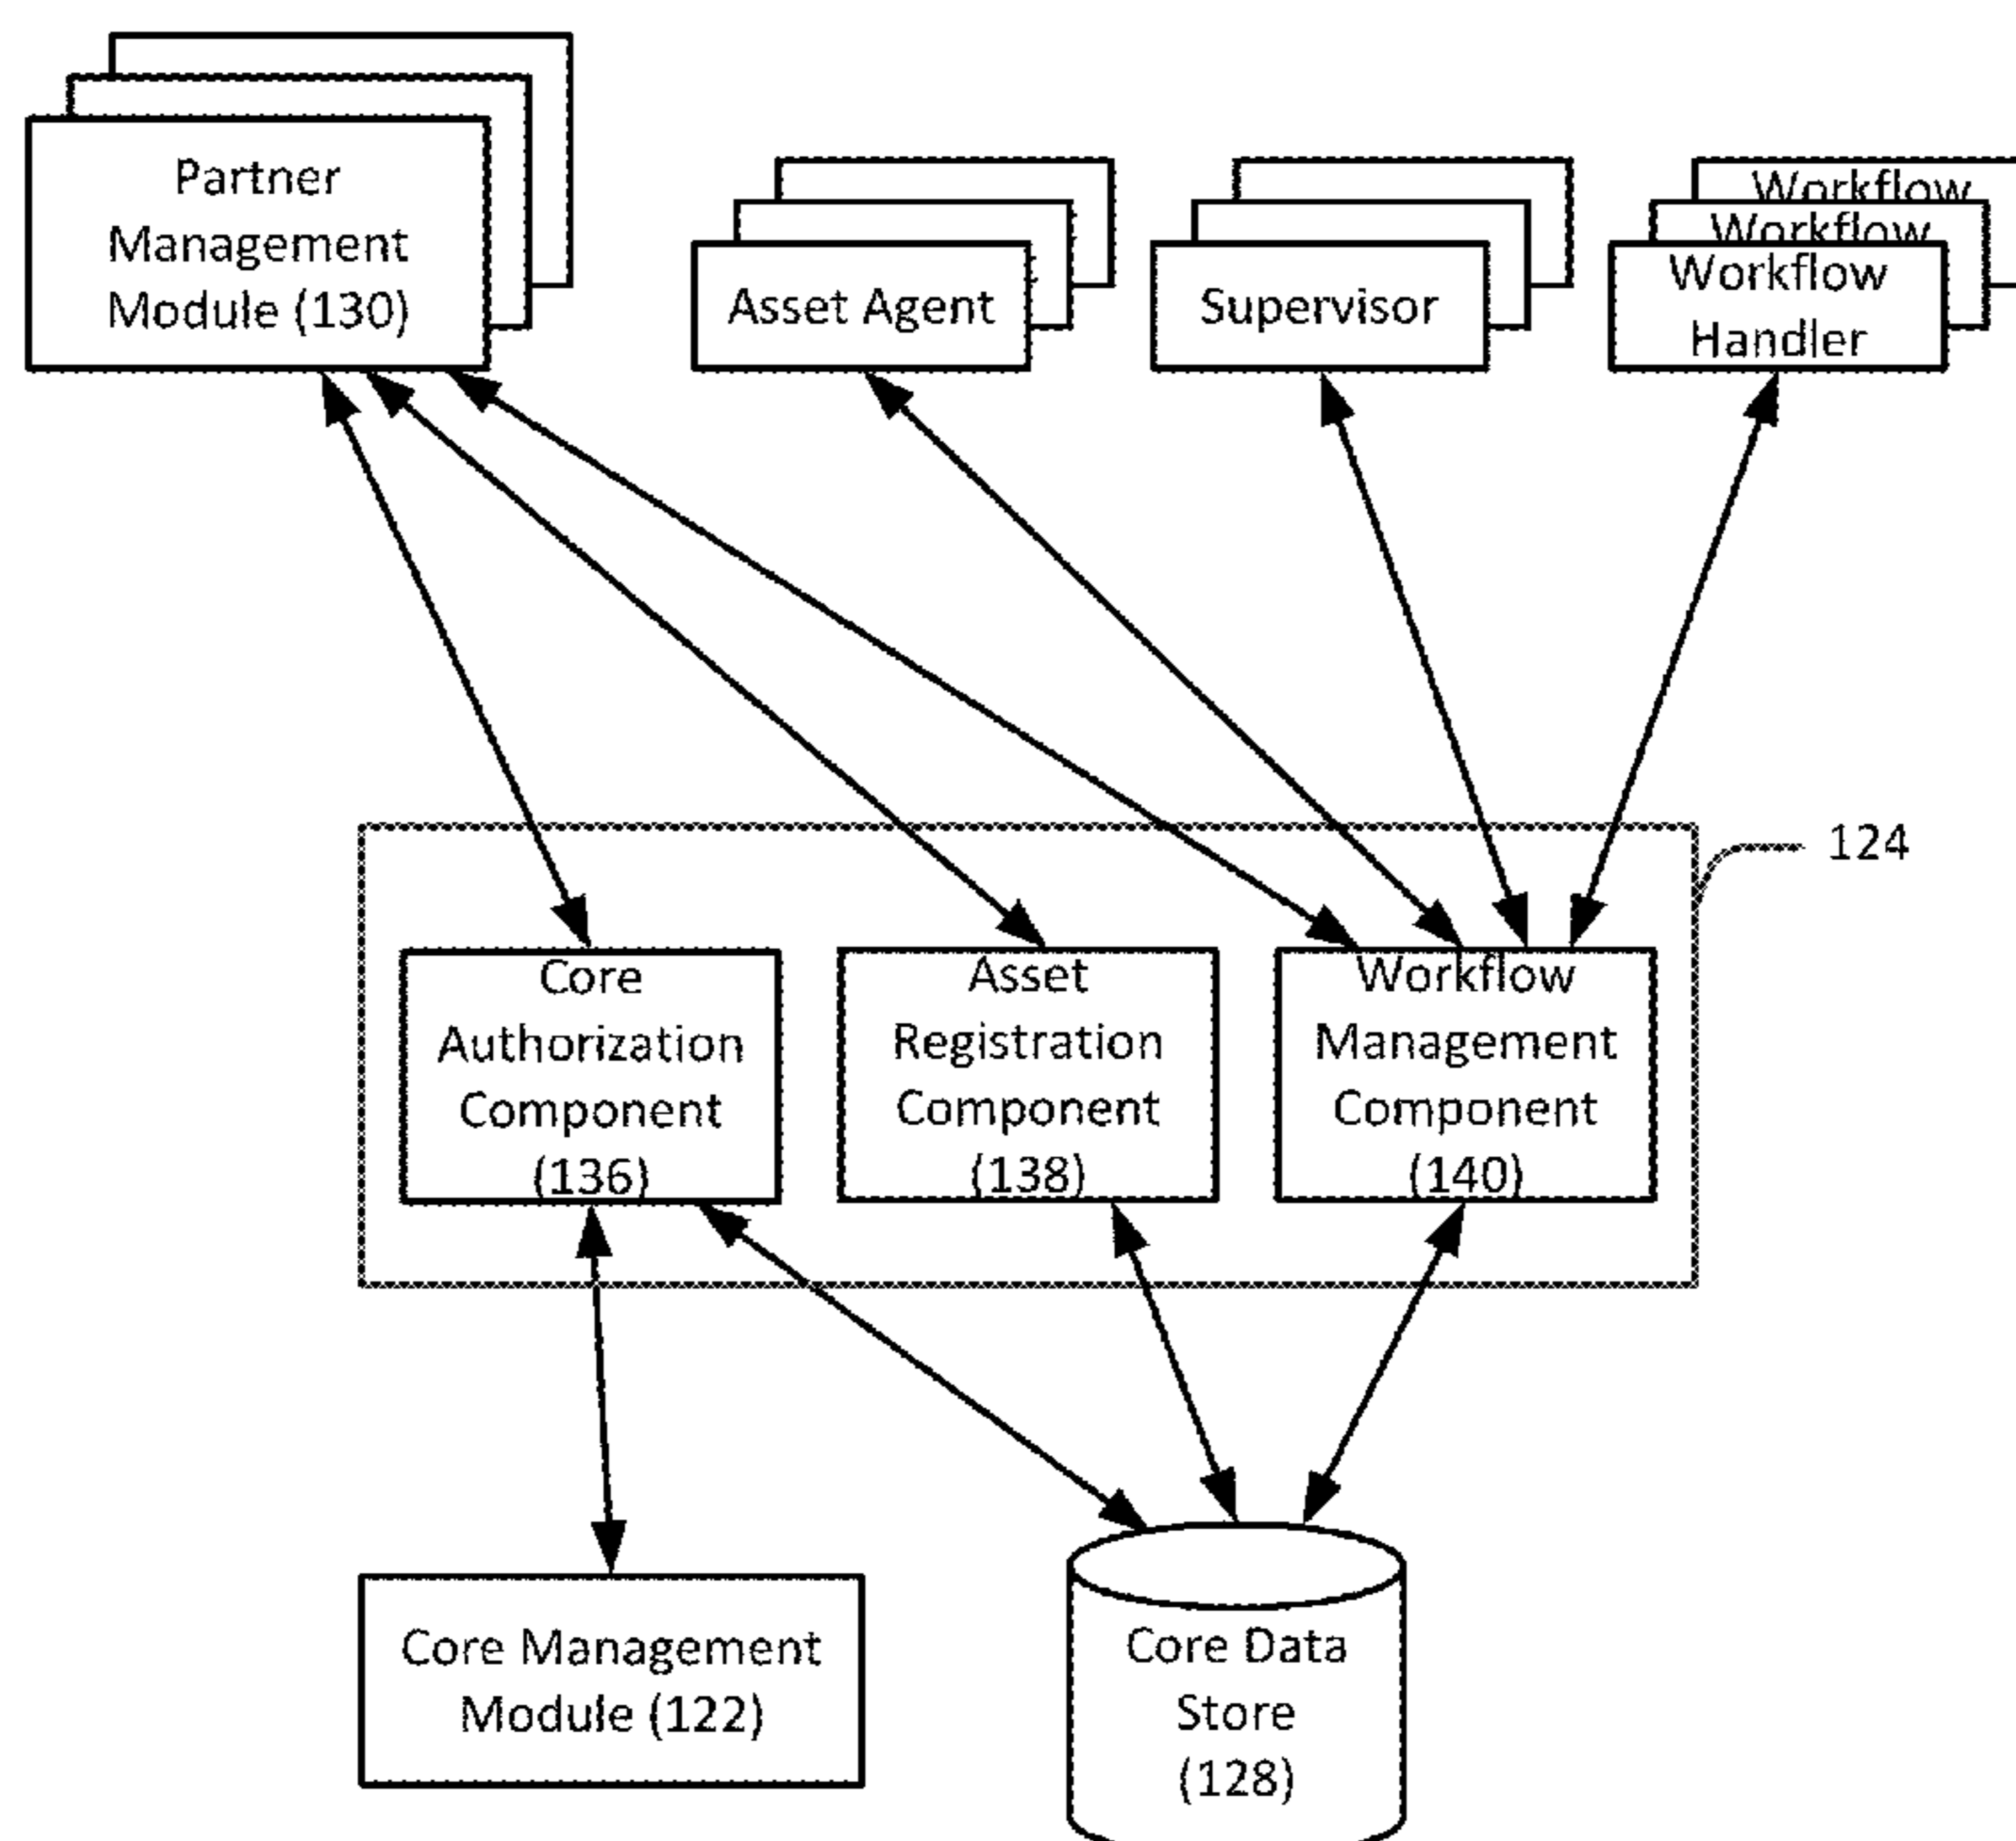 Partner
Management
Module (130)
Asset Agent
Supervisor
Workflow
Workflow
Workflow
Handler
124
Core
Authorization
Component
(136)
Asset
Registration
Component
(138)
Workflow
Management
Component
(140)
Core Management
Module (122)
Core Data
Store
(128)